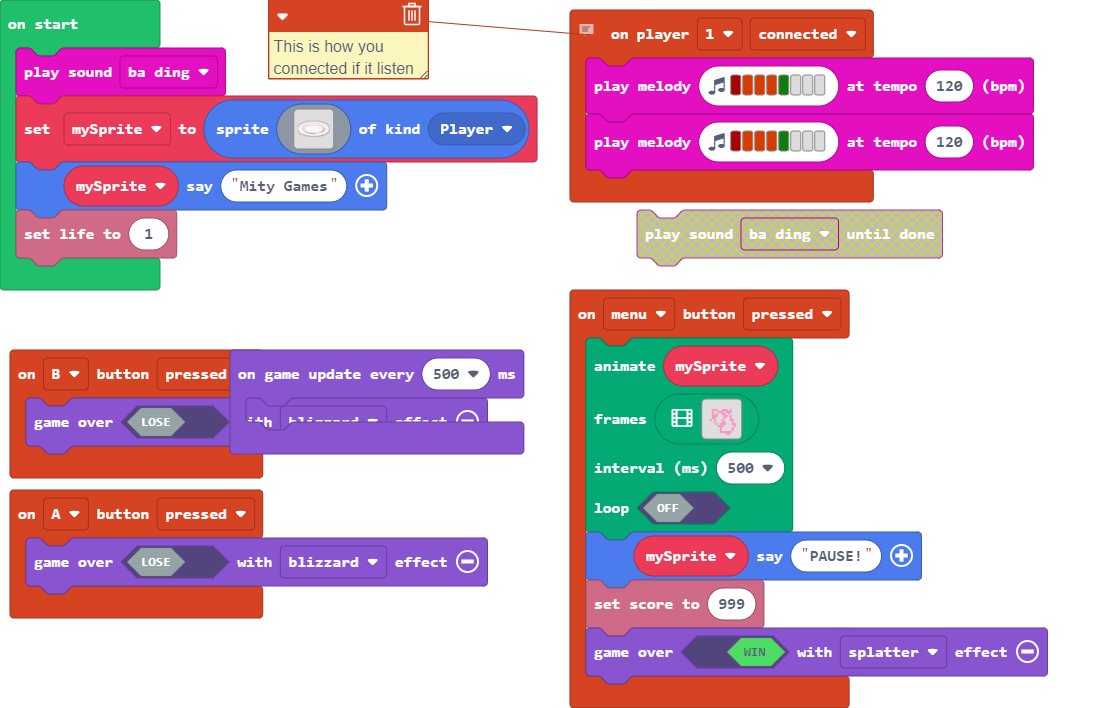 on start
play sound ba ding
set mySprite to sprite of kind Player
mySprite say "Mity Games"
set life to 1
This is how you
connected if it listen
on player 1 connected
play melody at tempo 120 (bpm)
play melody at tempo 120 (bpm)
play sound ba ding until done
on B button pressed
game over LOSE
on game update every 500 ms
with blizzard effect
on A button pressed
game over LOSE with blizzard effect
on menu button pressed
animate mySprite
frames
interval (ms) 500
loop OFF
mySprite say "PAUSE!"
set score to 999
game over WIN with splatter effect